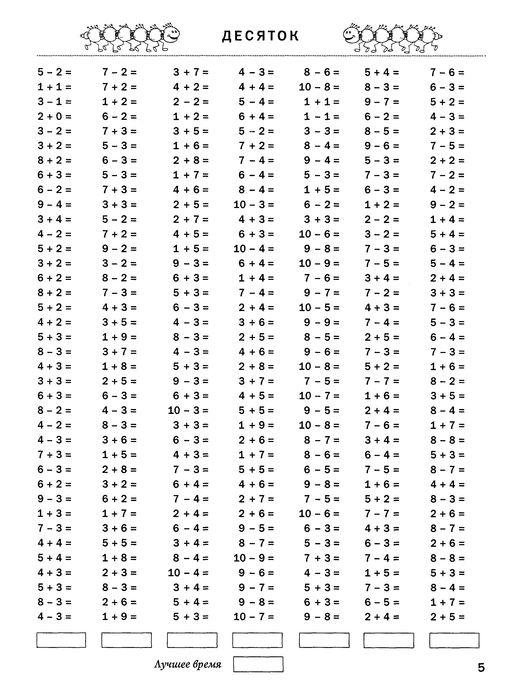 ДЕСЯТОК
5 – 2 = 7 – 2 = 3 + 7 = 4 – 3 = 8 – 6 = 5 + 4 = 7 – 6 =
1 + 1 = 7 + 2 = 4 + 2 = 4 + 4 = 10 – 8 = 8 – 3 = 6 – 3 =
3 – 1 = 1 + 2 = 2 – 2 = 5 – 4 = 1 + 1 = 9 – 7 = 5 + 2 =
2 + 0 = 6 – 2 = 1 + 2 = 6 + 4 = 1 – 1 = 6 – 2 = 4 – 3 =
3 – 2 = 7 + 3 = 3 + 5 = 5 – 2 = 3 – 3 = 8 – 5 = 2 + 3 =
3 + 2 = 5 – 3 = 1 + 6 = 7 + 2 = 8 – 4 = 9 – 6 = 7 – 5 =
8 + 2 = 6 – 3 = 2 + 8 = 7 – 4 = 9 – 4 = 5 – 3 = 2 + 2 =
6 + 3 = 5 – 3 = 1 + 7 = 6 – 4 = 5 – 3 = 7 – 3 = 7 – 2 =
6 – 2 = 7 + 3 = 4 + 6 = 8 – 4 = 1 + 5 = 6 – 3 = 4 – 2 =
9 – 4 = 3 + 3 = 2 + 5 = 10 – 3 = 6 – 2 = 1 + 2 = 9 – 2 =
3 + 4 = 5 – 2 = 2 + 7 = 4 + 3 = 3 + 3 = 2 – 2 = 1 + 4 =
4 – 2 = 7 + 2 = 4 + 5 = 6 + 3 = 10 – 6 = 3 – 2 = 5 + 4 =
5 + 2 = 9 – 2 = 1 + 5 = 10 – 4 = 9 – 8 = 7 – 3 = 6 – 3 =
3 + 2 = 3 – 2 = 9 – 3 = 6 + 4 = 10 – 9 = 7 – 5 = 5 – 4 =
6 + 2 = 8 – 2 = 6 + 3 = 1 + 4 = 7 – 6 = 3 + 4 = 2 + 4 =
8 + 2 = 7 – 3 = 5 + 3 = 7 – 4 = 9 – 7 = 7 – 2 = 3 + 3 =
5 + 2 = 4 + 3 = 6 – 3 = 2 + 4 = 10 – 5 = 4 + 3 = 7 – 6 =
4 + 2 = 3 + 5 = 4 – 3 = 3 + 6 = 9 – 9 = 7 – 4 = 5 – 3 =
5 + 3 = 1 + 9 = 8 – 3 = 2 + 5 = 8 – 5 = 2 + 5 = 6 – 4 =
8 – 3 = 3 + 7 = 4 – 3 = 4 + 6 = 9 – 6 = 7 – 3 = 7 – 3 =
4 + 3 = 1 + 8 = 5 + 3 = 2 + 8 = 10 – 8 = 5 + 2 = 1 + 6 =
3 + 3 = 2 + 5 = 9 – 3 = 3 + 7 = 7 – 5 = 7 – 7 = 8 – 2 =
6 + 3 = 6 – 3 = 6 + 3 = 4 + 5 = 10 – 7 = 1 + 6 = 3 + 5 =
8 – 2 = 4 – 3 = 10 – 3 = 5 + 5 = 9 – 5 = 2 + 4 = 8 – 4 =
4 – 2 = 8 – 3 = 3 + 3 = 1 + 9 = 10 – 8 = 7 – 6 = 1 + 7 =
4 – 3 = 3 + 6 = 6 – 3 = 2 + 6 = 8 – 7 = 3 + 4 = 8 – 8 =
7 + 3 = 1 + 5 = 4 + 3 = 1 + 7 = 8 – 6 = 6 – 4 = 5 + 3 =
6 – 3 = 2 + 8 = 7 – 3 = 5 + 5 = 6 – 5 = 7 – 5 = 8 – 7 =
6 + 2 = 3 + 2 = 6 + 4 = 4 + 6 = 9 – 8 = 1 + 6 = 4 + 4 =
9 – 3 = 6 + 2 = 7 – 4 = 2 + 7 = 7 – 5 = 5 + 2 = 8 – 3 =
1 + 3 = 1 + 7 = 2 + 4 = 2 + 6 = 10 – 6 = 7 – 7 = 2 + 6 =
7 – 3 = 3 + 6 = 6 – 4 = 9 – 5 = 6 – 3 = 4 + 3 = 8 – 7 =
4 + 4 = 5 + 5 = 3 + 4 = 8 – 7 = 5 – 3 = 6 – 3 = 2 + 6 =
5 + 4 = 1 + 8 = 8 – 4 = 10 – 9 = 7 + 3 = 7 – 4 = 8 – 8 =
4 + 3 = 2 + 3 = 10 – 4 = 9 – 6 = 4 – 3 = 1 + 5 = 5 + 3 =
5 + 3 = 8 – 3 = 3 + 4 = 9 – 7 = 5 + 3 = 7 – 3 = 8 – 4 =
8 – 3 = 2 + 6 = 5 + 4 = 9 – 8 = 6 + 3 = 6 – 5 = 1 + 7 =
4 – 3 = 1 + 9 = 5 + 3 = 10 – 7 = 9 – 8 = 2 + 4 = 2 + 5 =
Лучшее время
5